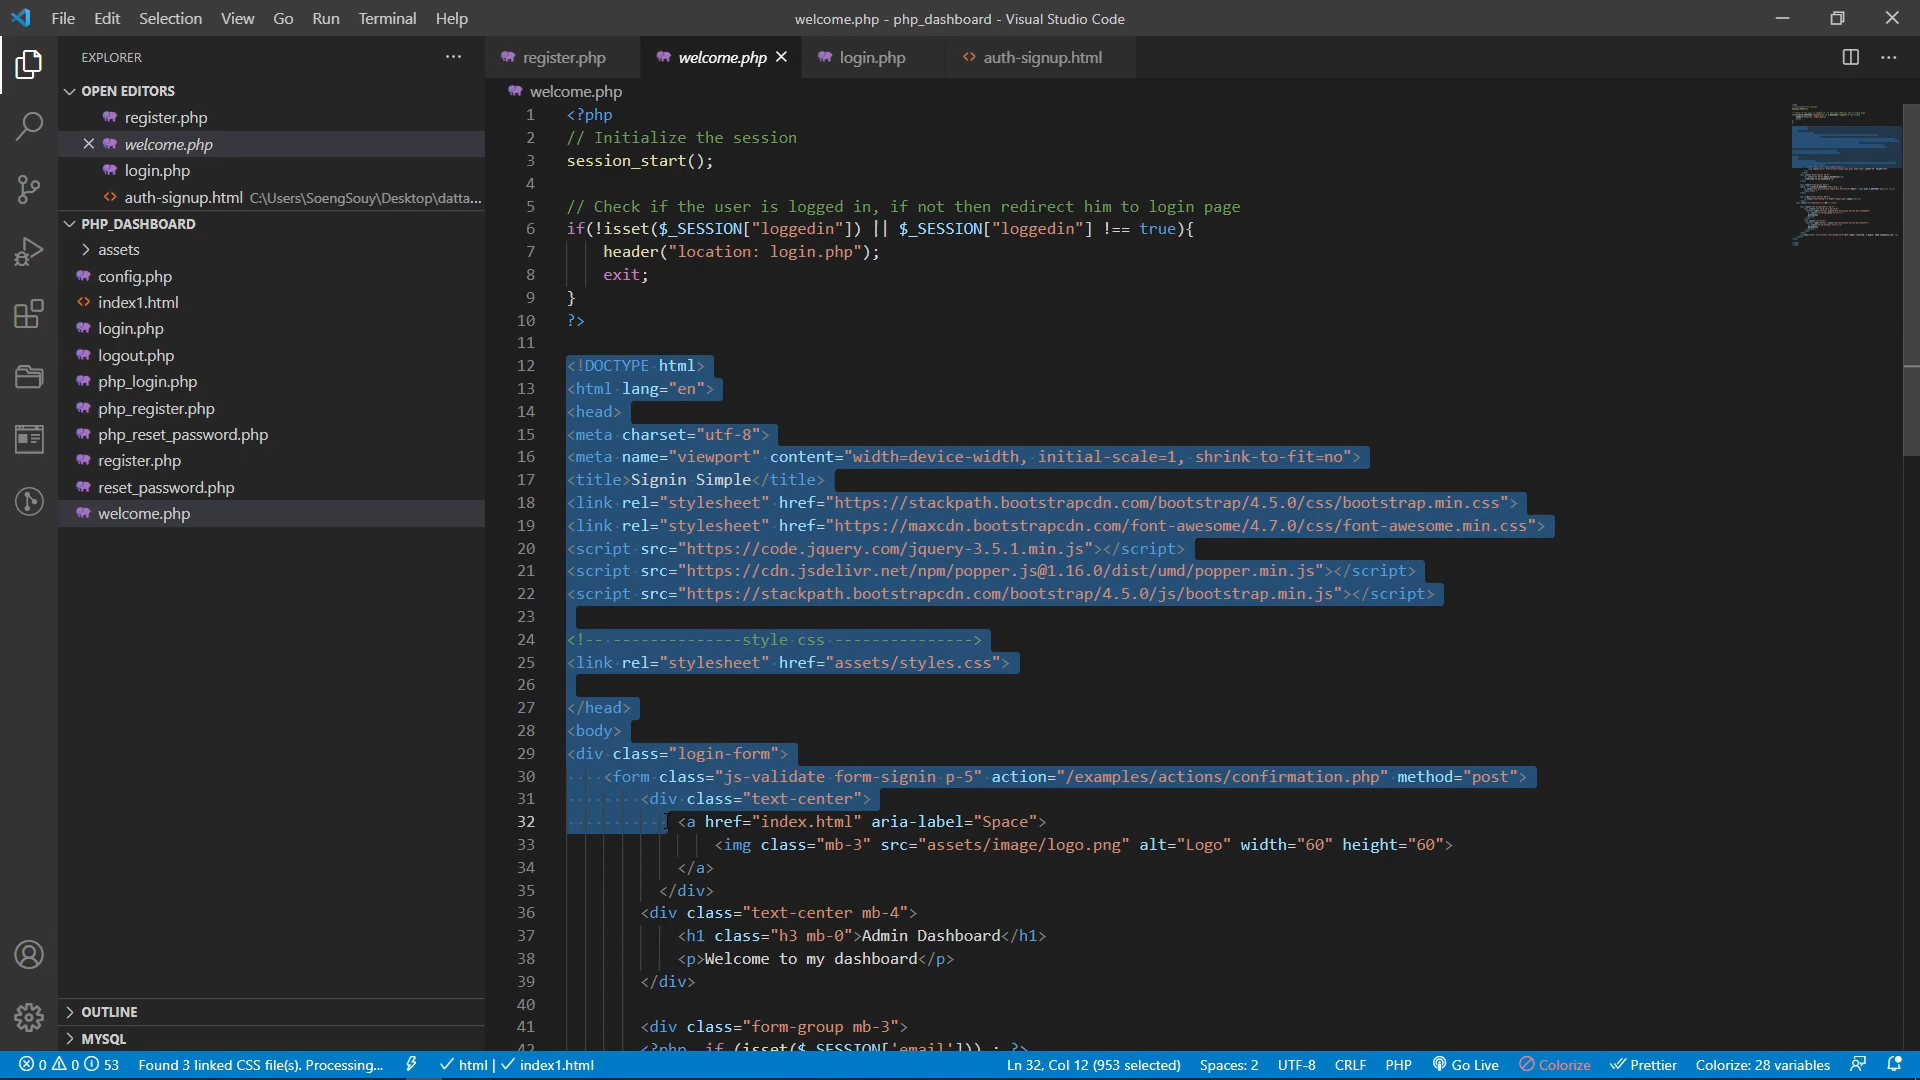 File Edit Selection View Go Run Terminal Help
welcome.php - php_dashboard - Visual Studio Code
EXPLORER
register.php
welcome.php
login.php
auth-signup.html
OPEN EDITORS
register.php
welcome.php
login.php
auth-signup.html C:\Users\SoengSouy\Desktop\datta...
PHP_DASHBOARD
assets
config.php
index1.html
login.php
logout.php
php_login.php
php_register.php
php_reset_password.php
register.php
reset_password.php
welcome.php
OUTLINE
MYSQL
welcome.php
1 <?php
2 // Initialize the session
3 session_start();
4
5 // Check if the user is logged in, if not then redirect him to login page
6 if(!isset($_SESSION["loggedin"]) || $_SESSION["loggedin"] !== true){
7 header("location: login.php");
8 exit;
9 }
10 ?>
11
12 <!DOCTYPE html>
13 <html lang="en">
14 <head>
15 <meta charset="utf-8">
16 <meta name="viewport" content="width=device-width, initial-scale=1, shrink-to-fit=no">
17 <title>Signin Simple</title>
18 <link rel="stylesheet" href="https://stackpath.bootstrapcdn.com/bootstrap/4.5.0/css/bootstrap.min.css">
19 <link rel="stylesheet" href="https://maxcdn.bootstrapcdn.com/font-awesome/4.7.0/css/font-awesome.min.css">
20 <script src="https://code.jquery.com/jquery-3.5.1.min.js"></script>
21 <script src="https://cdn.jsdelivr.net/npm/popper.js@1.16.0/dist/umd/popper.min.js"></script>
22 <script src="https://stackpath.bootstrapcdn.com/bootstrap/4.5.0/js/bootstrap.min.js"></script>
23
24 <!-- --------------style css --------------->
25 <link rel="stylesheet" href="assets/styles.css">
26
27 </head>
28 <body>
29 <div class="login-form">
30 <form class="js-validate form-signin p-5" action="/examples/actions/confirmation.php" method="post">
31 <div class="text-center">
32 <a href="index.html" aria-label="Space">
33 <img class="mb-3" src="assets/image/logo.png" alt="Logo" width="60" height="60">
34 </a>
35 </div>
36 <div class="text-center mb-4">
37 <h1 class="h3 mb-0">Admin Dashboard</h1>
38 <p>Welcome to my dashboard</p>
39 </div>
40
41 <div class="form-group mb-3">
42 <?php if (isset($_SESSION['email'])) : ?>
0 0 53 Found 3 linked CSS file(s). Processing... html | index1.html Ln 32, Col 12 (953 selected) Spaces: 2 UTF-8 CRLF PHP Go Live Colorize Prettier Colorize: 28 variables